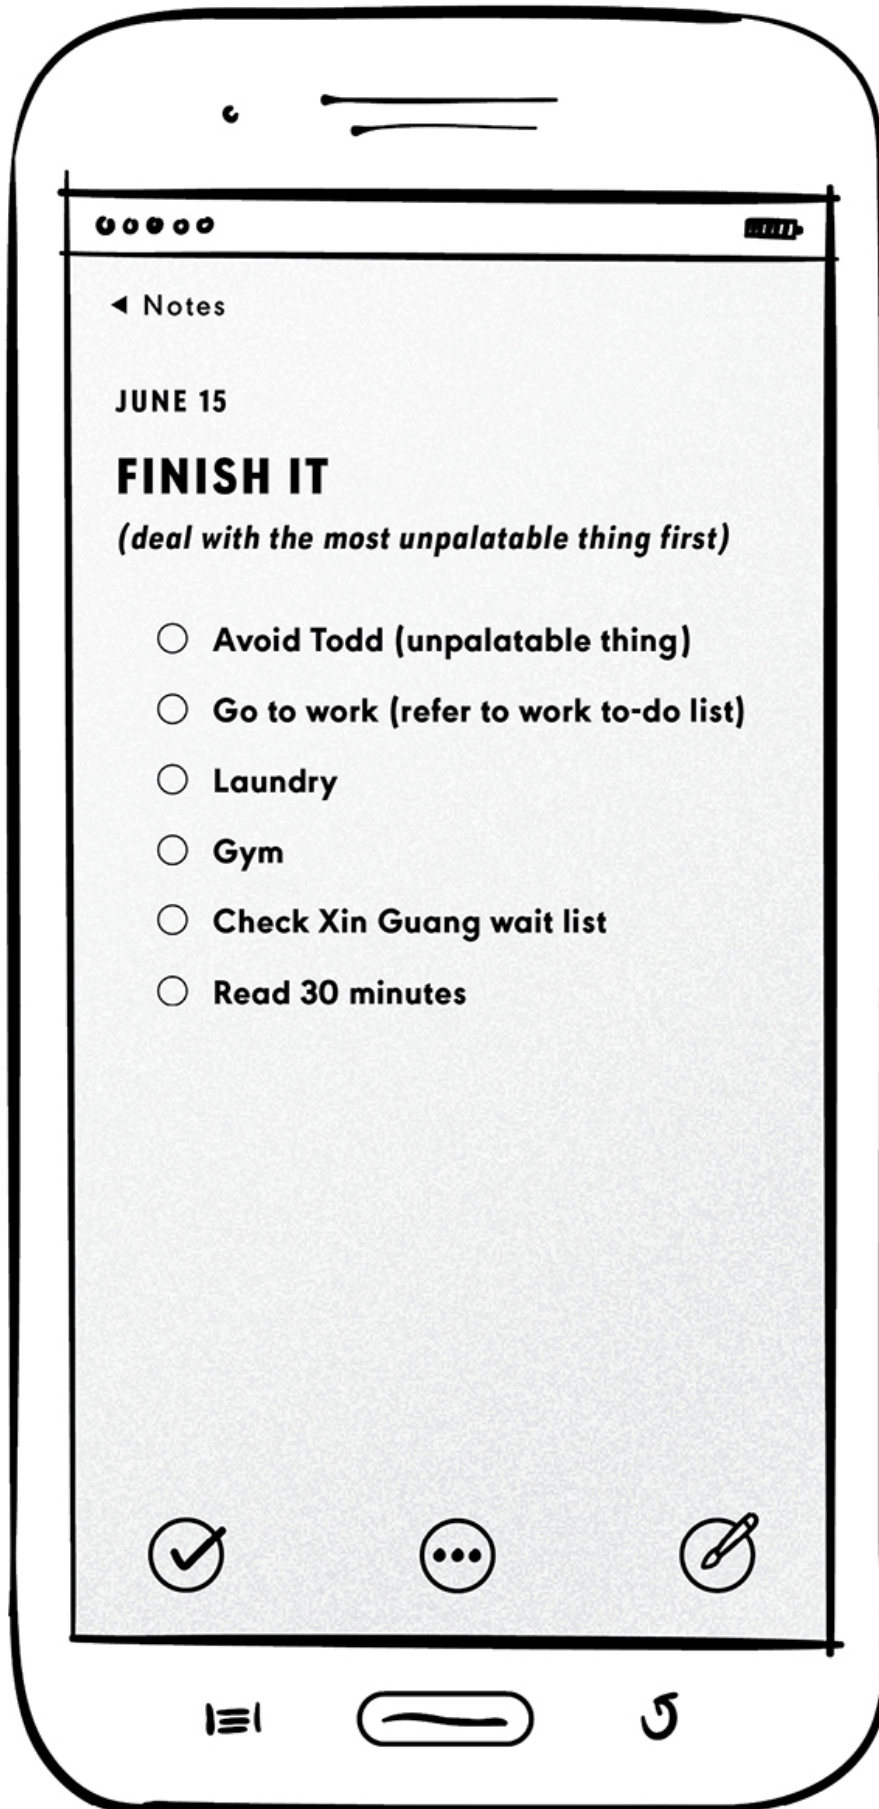 ◀ Notes
JUNE 15
FINISH IT
(deal with the most unpalatable thing first)
Avoid Todd (unpalatable thing)
Go to work (refer to work to-do list)
Laundry
Gym
Check Xin Guang wait list
Read 30 minutes